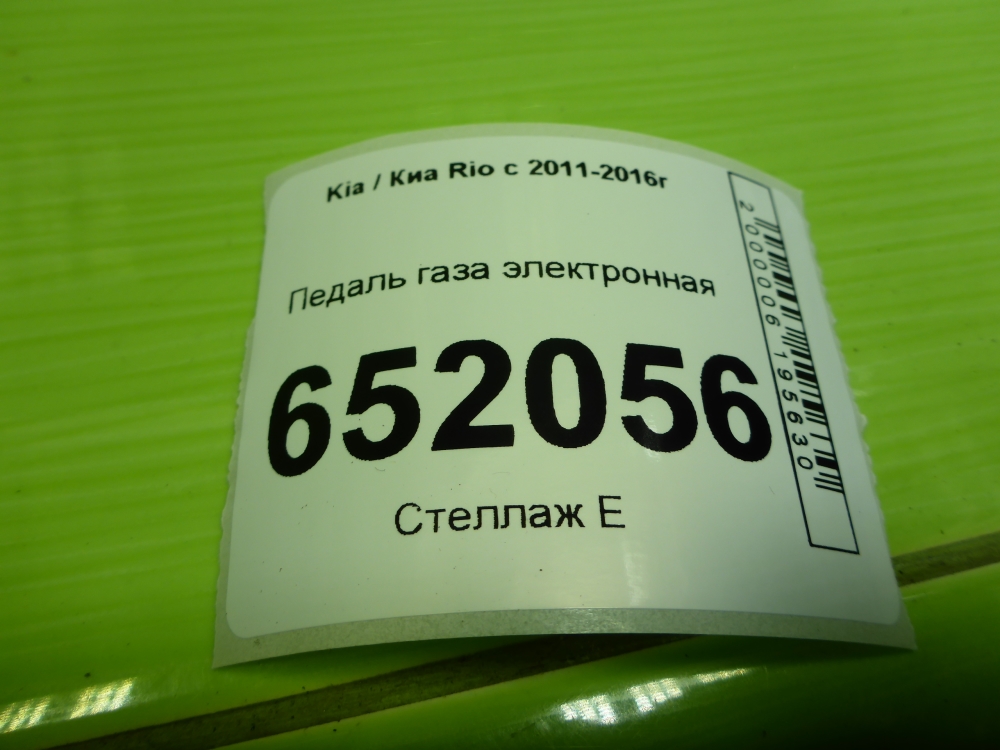 Kia / Киа Rio с 2011-2016г
Педаль газа электронная
652056
Стеллаж Е
2000006195630